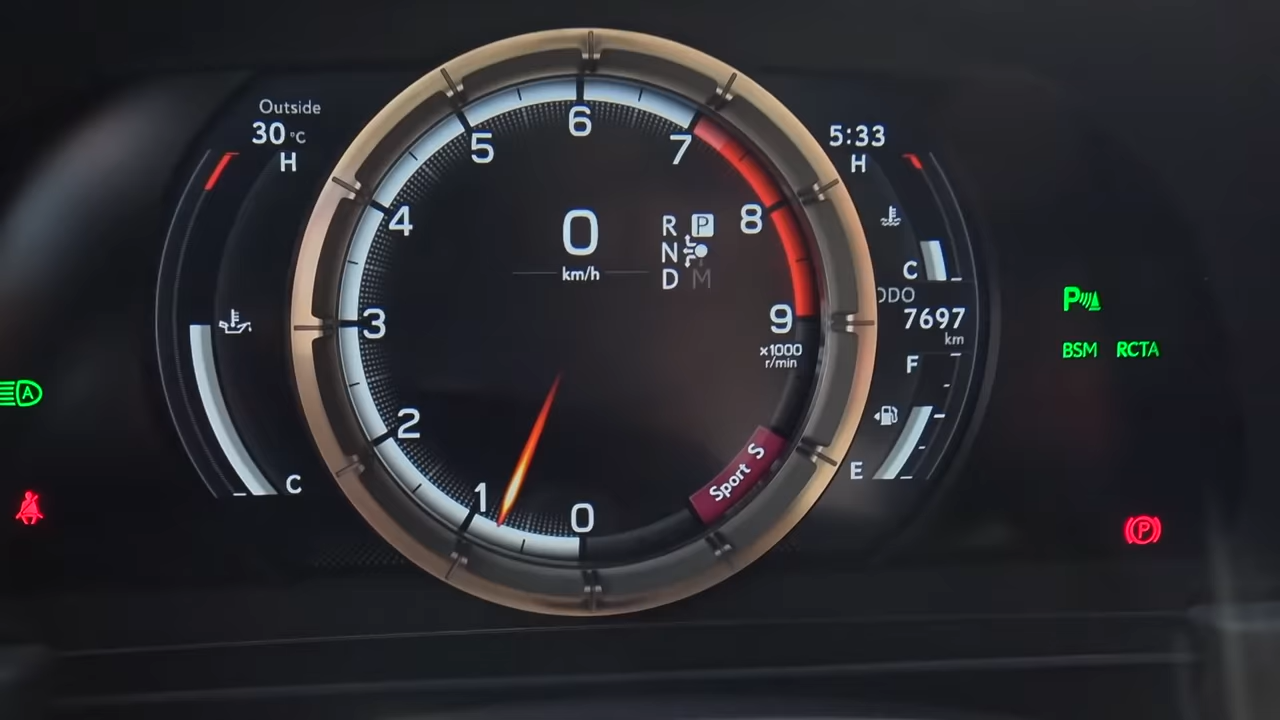 Outside
30°C
H
C
0
1
2
3
4
5
6
7
8
9
x1000
r/min
0
km/h
R P
N
D M
Sport S
5:33
H
C
ODO
7697
km
F
E
A
P
BSM RCTA
P